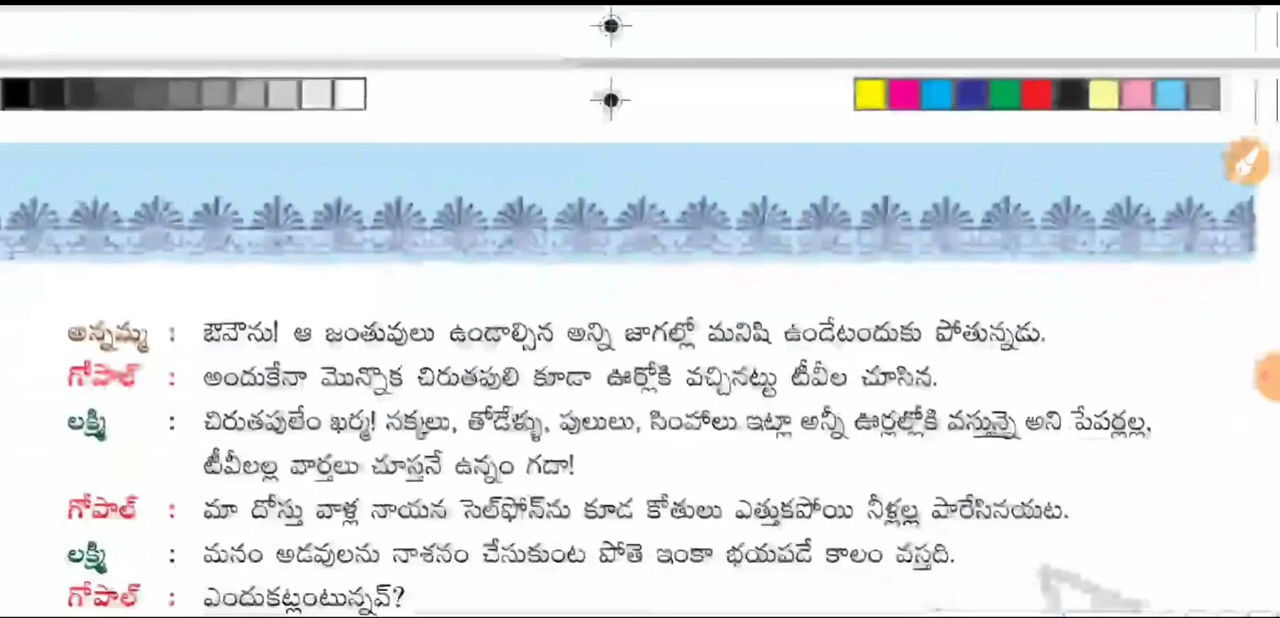 అన్నమ్మ : ఔనౌను! ఆ జంతువులు ఉండాల్సిన అన్ని జాగల్లో మనిషి ఉండేటందుకు పోతున్నడు.
గోపాల్ : అందుకేనా మొన్నొక చిరుతపులి కూడా ఊర్లోకి వచ్చినట్టు టీవీల చూసిన.
లక్ష్మి : చిరుతపులేం ఖర్మ! నక్కలు, తోడేళ్ళు, పులులు, సింహాలు ఇట్లా అన్నీ ఊర్లల్లోకి వస్తున్నై అని పేపర్లల్ల,
టీవీలల్ల వార్తలు చూస్తనే ఉన్నం గదా!
గోపాల్ : మా దోస్తు వాళ్ల నాయన సెల్‌ఫోన్‌ను కూడ కోతులు ఎత్తుకపోయి నీళ్లల్ల పారేసినయట.
లక్ష్మి : మనం అడవులను నాశనం చేసుకుంట పోతె ఇంకా భయపడే కాలం వస్తది.
గోపాల్ : ఎందుకట్లంటున్నవ్?